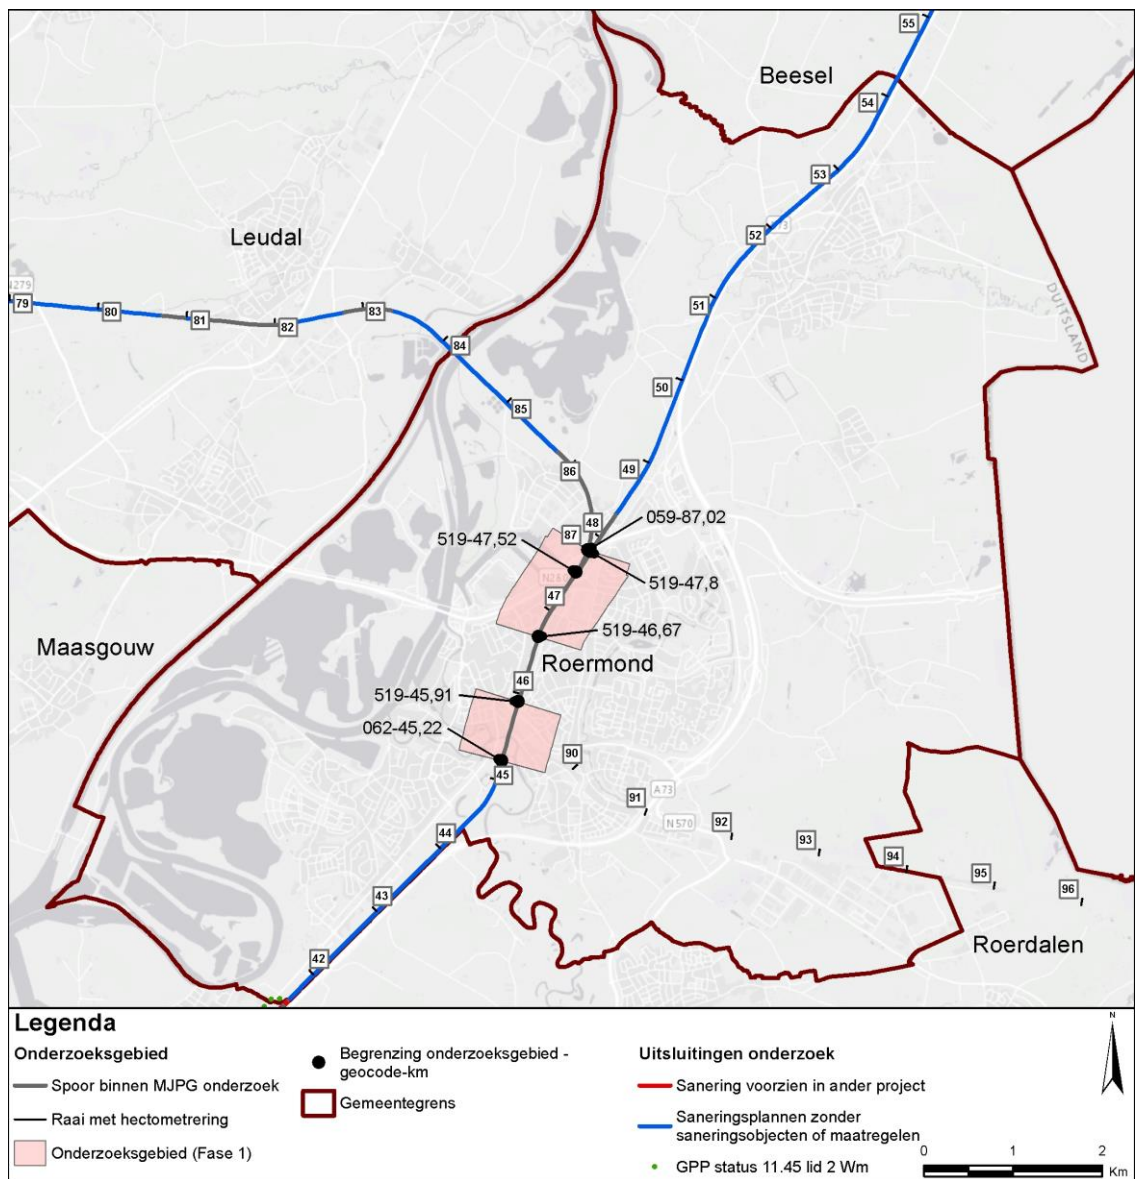 55
Beesel
54
53
A73
52
Leudal
N279
79
80
81
82
83
51
DUITSLAND
84
50
85
86
49
48
059-87,02
87
519-47,52
N280
519-47,8
47
519-46,67
Maasgouw
Roermond
46
519-45,91
062-45,22
90
45
91
A73
N 570
92
44
93
94
95
96
43
Roerdalen
42
Legenda
Onderzoeksgebied
Spoor binnen MJPG onderzoek
Raai met hectometrering
Onderzoeksgebied (Fase 1)
Begrenzing onderzoeksgebied -
geocode-km
Gemeentegrens
Uitsluitingen onderzoek
Sanering voorzien in ander project
Saneringsplannen zonder
saneringsobjecten of maatregelen
GPP status 11.45 lid 2 Wm
N
0 1 2
Km